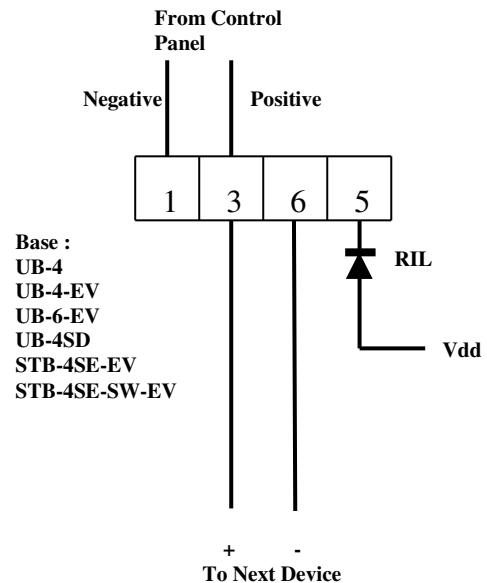 From Control
Panel
Negative
Positive
1 3 6 5
Base :
UB-4
UB-4-EV
UB-6-EV
UB-4SD
STB-4SE-EV
STB-4SE-SW-EV
RIL
Vdd
+ -
To Next Device